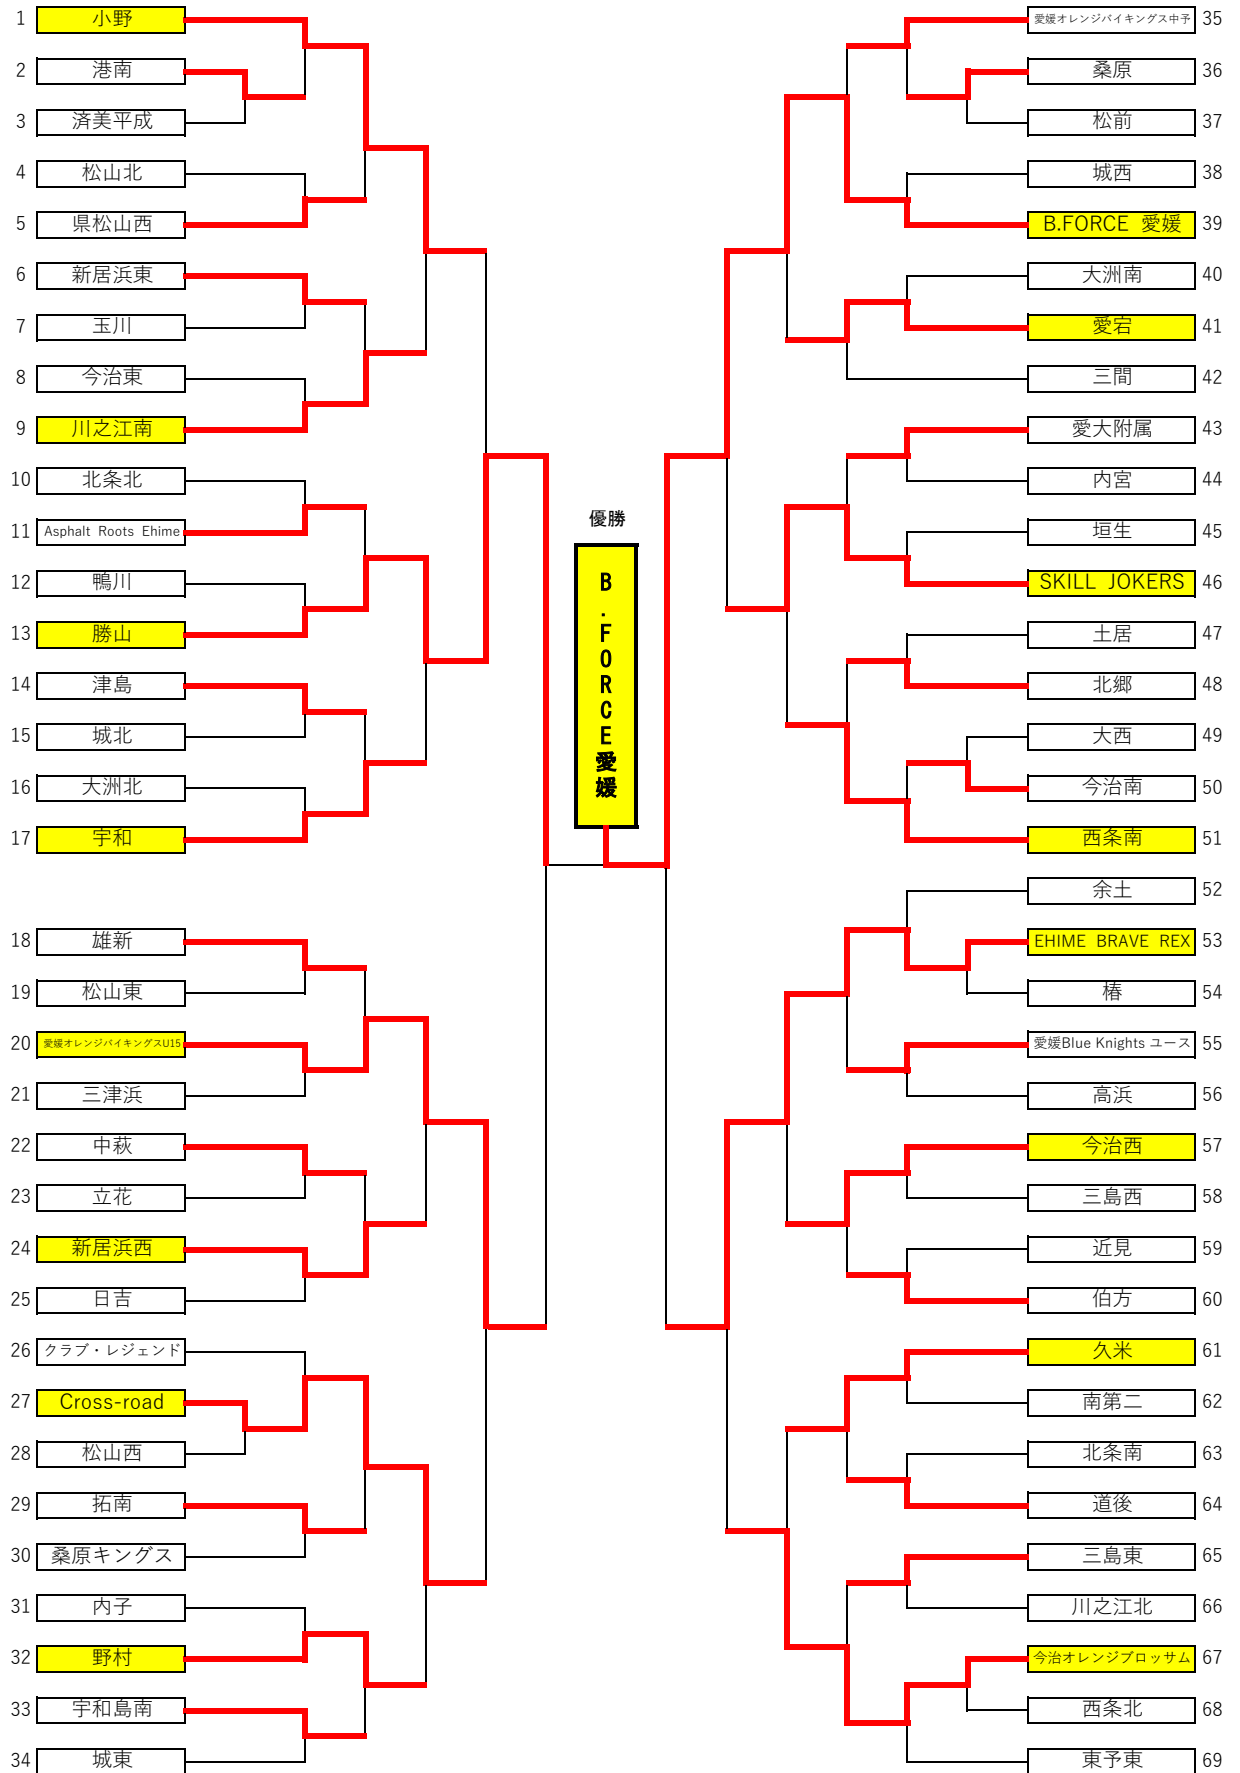 1 小野
2 港南
3 済美平成
4 松山北
5 県松山西
6 新居浜東
7 玉川
8 今治東
9 川之江南
10 北条北
11 Asphalt Roots Ehime
12 鴨川
13 勝山
14 津島
15 城北
16 大洲北
17 宇和
18 雄新
19 松山東
20 愛媛オレンジバイキングスU15
21 三津浜
22 中萩
23 立花
24 新居浜西
25 日吉
26 クラブ・レジェンド
27 Cross-road
28 松山西
29 拓南
30 桑原キングス
31 内子
32 野村
33 宇和島南
34 城東
優勝
B.FORCE愛媛
愛媛オレンジバイキングス中予 35
桑原 36
松前 37
城西 38
B.FORCE 愛媛 39
大洲南 40
愛宕 41
三間 42
愛大附属 43
内宮 44
垣生 45
SKILL JOKERS 46
土居 47
北郷 48
大西 49
今治南 50
西条南 51
余土 52
EHIME BRAVE REX 53
椿 54
愛媛Blue Knights ユース 55
高浜 56
今治西 57
三島西 58
近見 59
伯方 60
久米 61
南第二 62
北条南 63
道後 64
三島東 65
川之江北 66
今治オレンジブロッサム 67
西条北 68
東予東 69